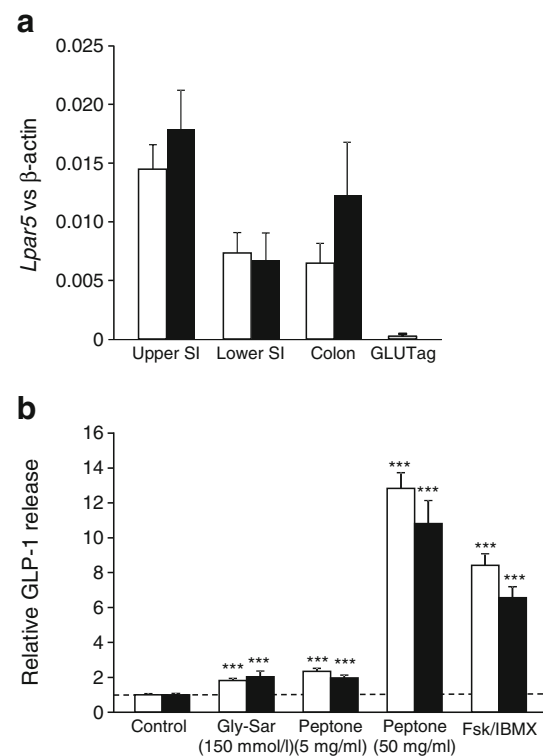 a
0.025
0.020
0.015
0.010
0.005
0
Lpar5 vs β-actin
Upper SI Lower SI Colon GLUTag
b
16
14
12
10
8
6
4
2
0
Relative GLP-1 release
*** *** *** *** *** *** *** ***
Control Gly-Sar Peptone Peptone Fsk/IBMX
(150 mmol/l) (5 mg/ml) (50 mg/ml)